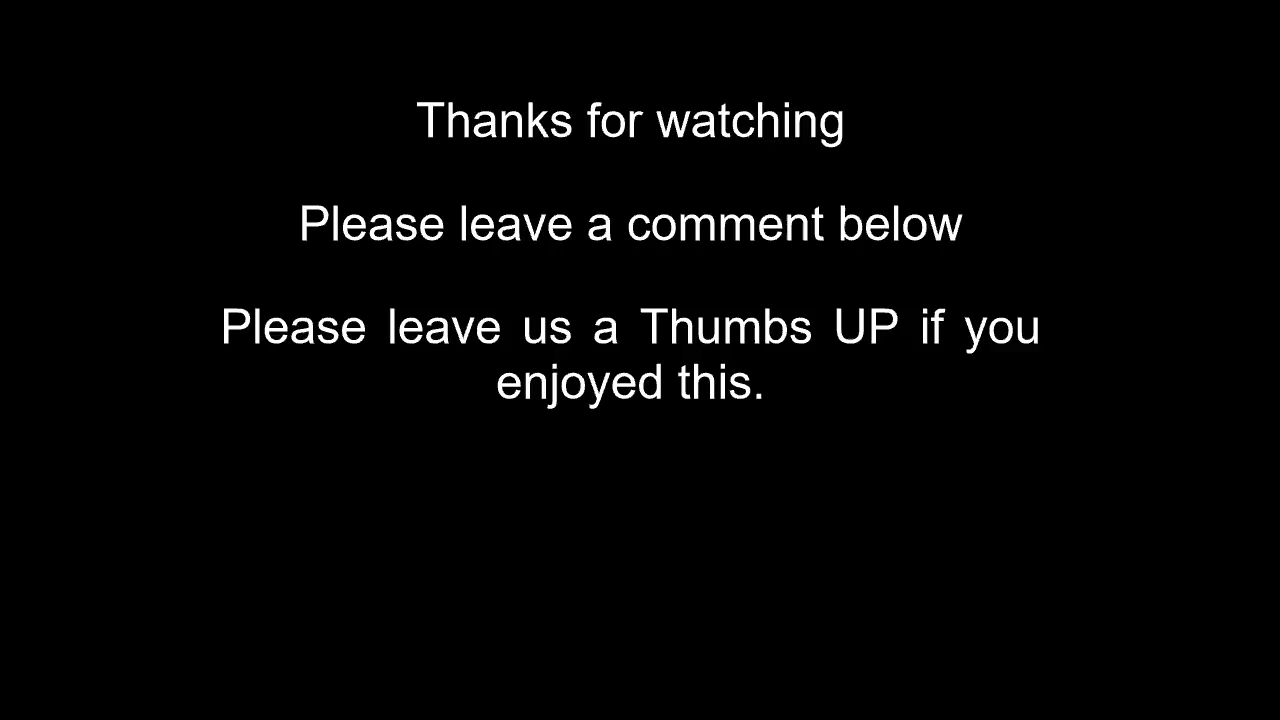 Thanks for watching
Please leave a comment below
Please leave us a Thumbs UP if you
enjoyed this.